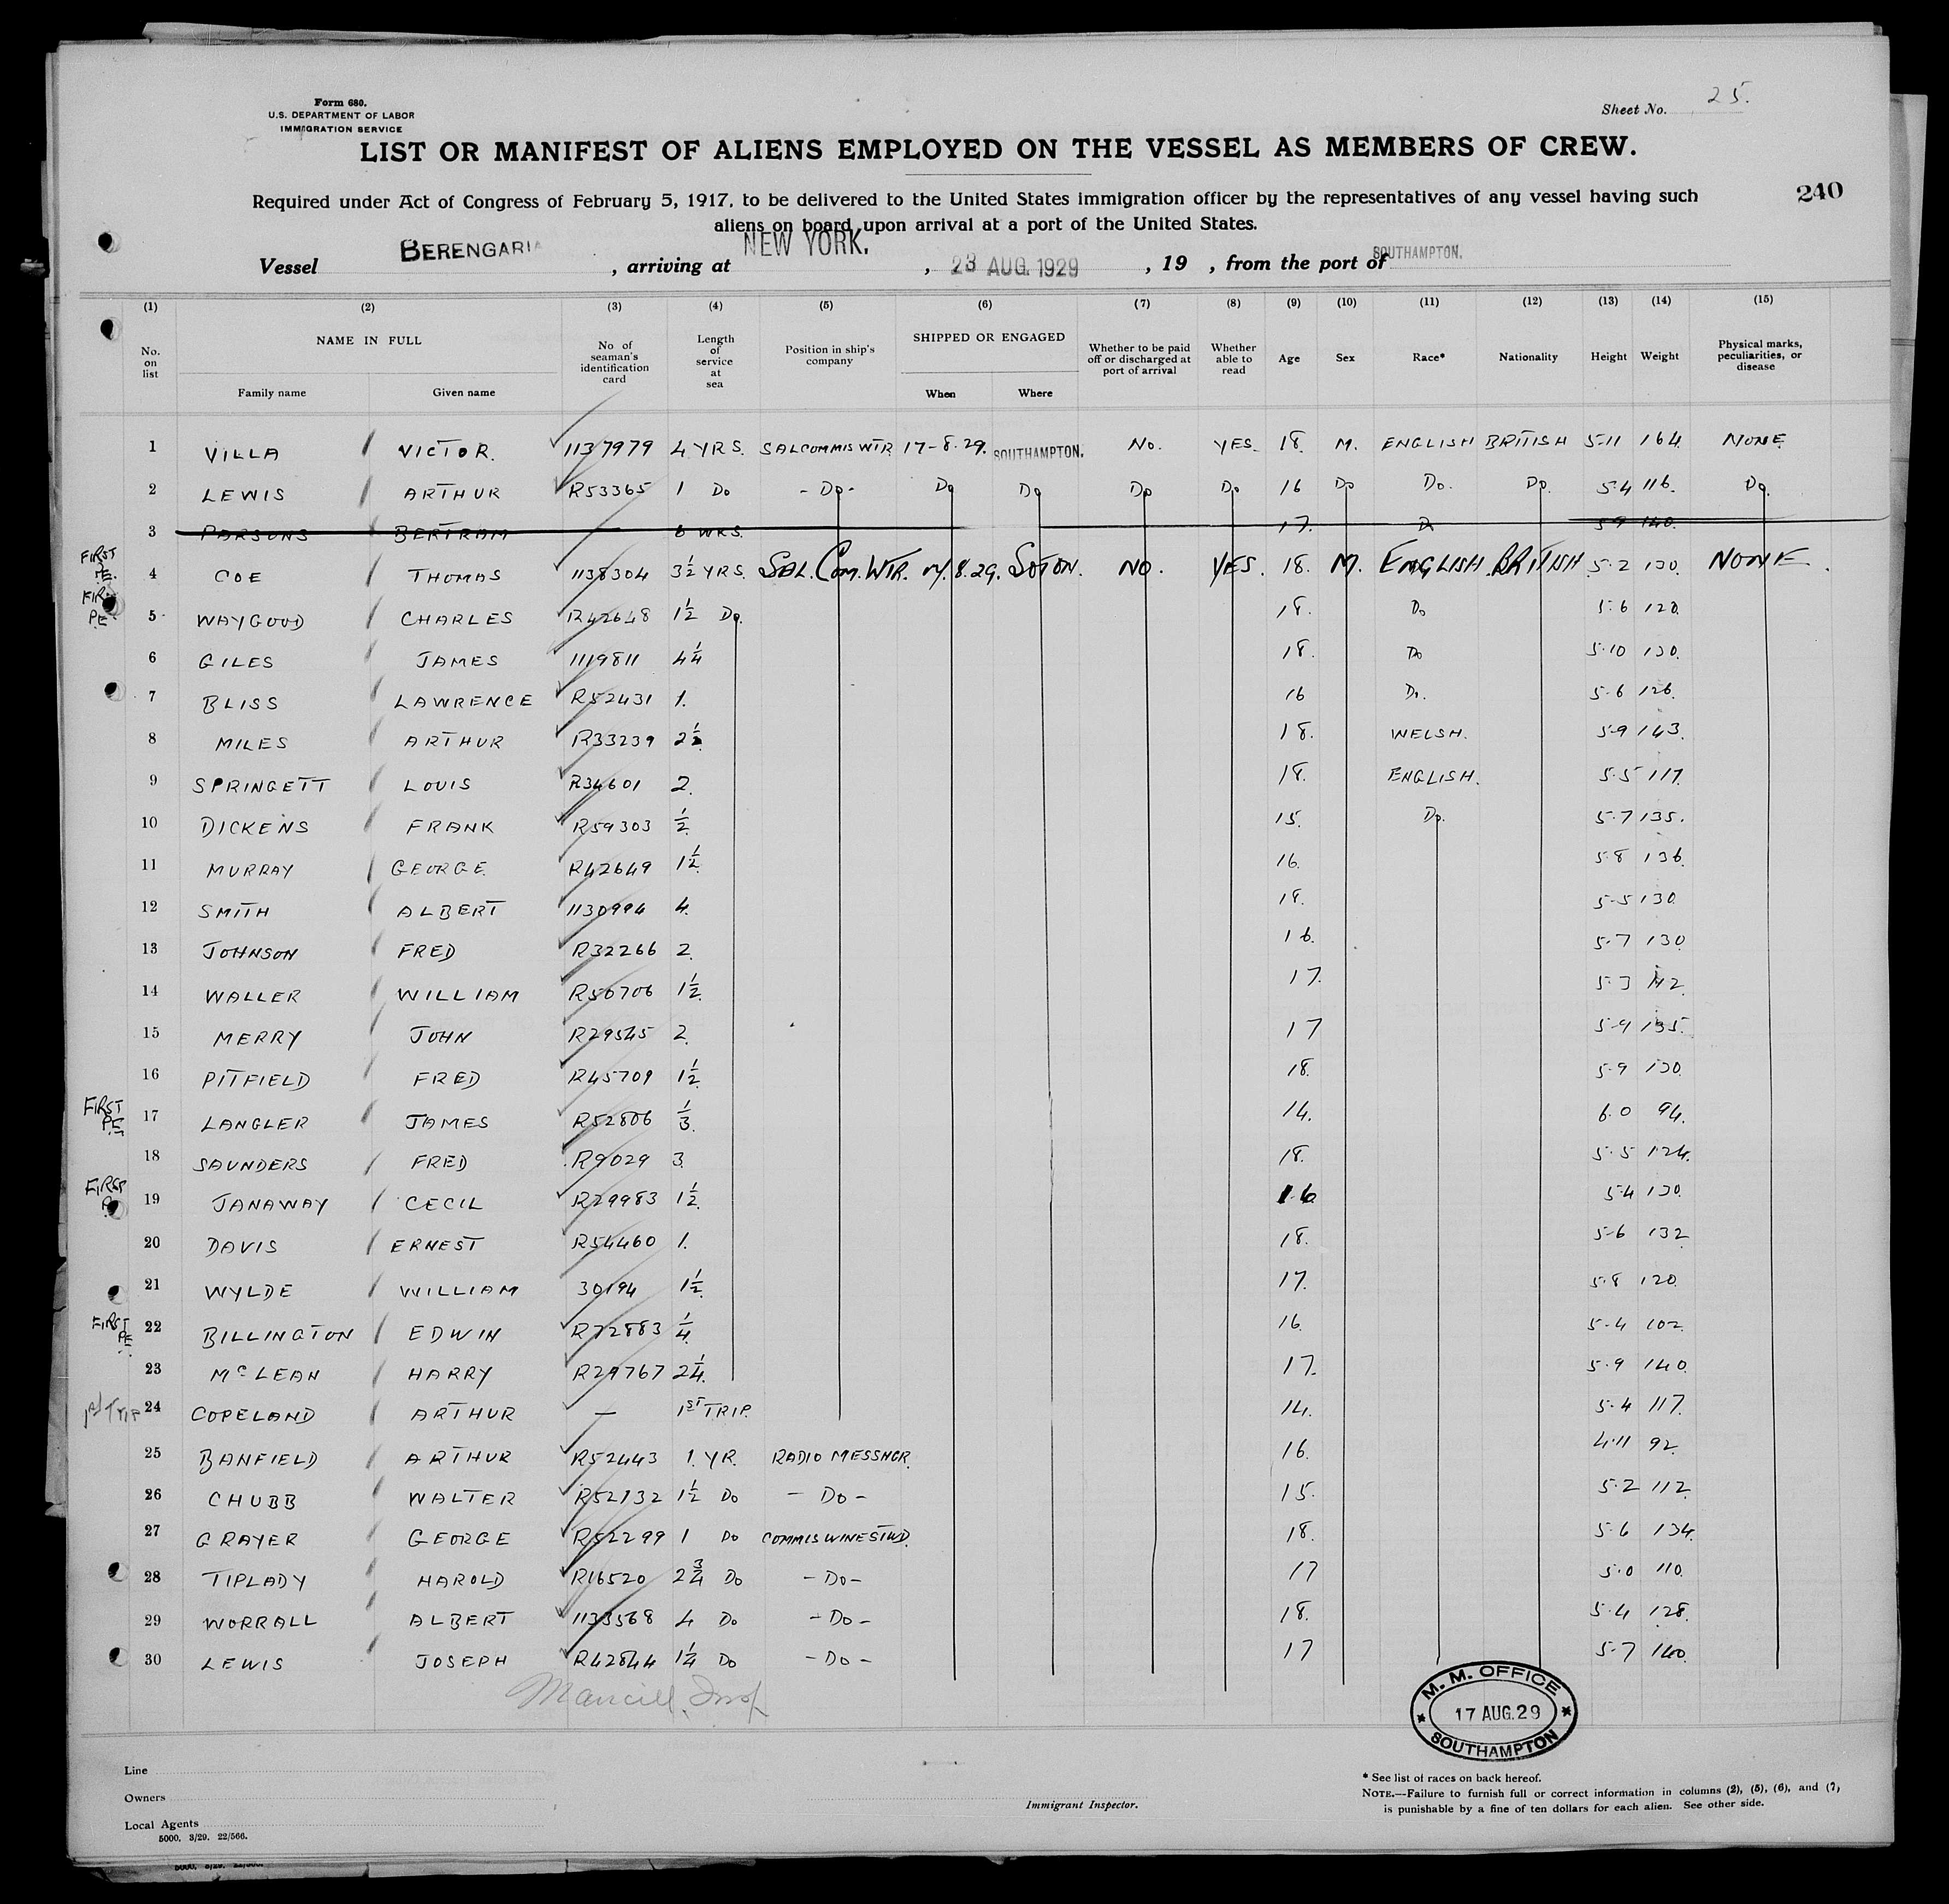 Form 680.
U.S. DEPARTMENT OF LABOR
IMMIGRATION SERVICE
Sheet No. 25.
LIST OR MANIFEST OF ALIENS EMPLOYED ON THE VESSEL AS MEMBERS OF CREW.
240
Required under Act of Congress of February 5, 1917, to be delivered to the United States immigration officer by the representatives of any vessel having such
aliens on board upon arrival at a port of the United States.
Vessel BERENGARIA, arriving at NEW YORK., 23 AUG. 1929, 19 , from the port of SOUTHAMPTON.
(1) (2) (3) (4) (5) (6) (7) (8) (9) (10) (11) (12) (13) (14) (15)
No. on list NAME IN FULL Family name Given name No. of seaman's identification card Length of service at sea Position in ship's company SHIPPED OR ENGAGED When Where Whether to be paid off or discharged at port of arrival Whether able to read Age Sex Race* Nationality Height Weight Physical marks, peculiarities, or disease
1 VILLA VICTOR. 1137979 4 YRS. SALCOMMIS WTR 17-8-29. SOUTHAMPTON. NO. YES. 18. M. ENGLISH BRITISH 5-11 164. NONE
2 LEWIS ARTHUR R53365 1 Do - Do - Do Do Do Do 16 Do Do. Do. 5-4 116. Do.
3 PARSONS BERTRAM — 6 WKS. 17. Do 5-9 140.
FIRST P.E. 4 COE THOMAS 1138304 3½ YRS. SAL. COM. WTR. 17.8.29. SOTON. NO. YES. 18. M. ENGLISH BRITISH 5-2 130. NONE.
FIRST P.E 5 WAYGOOD CHARLES R42648 1½ Do. 18. Do 5-6 120.
6 GILES JAMES 1119811 4¼ 18. Do 5-10 130.
7 BLISS LAWRENCE R52431 1. 16 Do. 5-6 126.
8 MILES ARTHUR R33239 2½ 18. WELSH. 5-9 143.
9 SPRINGETT LOUIS R34601 2. 18. ENGLISH. 5-5 117.
10 DICKENS FRANK R59303 ½ 15. Do. 5-7 135.
11 MURRAY GEORGE. R42649 1½ 16. 5-8 136.
12 SMITH ALBERT 1130994 4. 18. 5-5 130
13 JOHNSON FRED R32266 2. 16. 5-7 130
14 WALLER WILLIAM R50706 1½ 17. 5-3 112.
15 MERRY JOHN R29545 2. 17 5-9 135.
16 PITFIELD FRED R45709 1½ 18. 5-9 130.
FIRST P.E 17 LANGLER JAMES R52806 ⅓ 14. 6-0 94.
18 SAUNDERS FRED R9029 3. 18. 5-5 124.
FIRST 19 JANAWAY CECIL R29983 1½ 16 5-4 130.
20 DAVIS ERNEST R54460 1. 18. 5-6 132
21 WYLDE WILLIAM 30194 1½ 17. 5-8 120.
FIRST PE 22 BILLINGTON EDWIN R72883 ¼ 16. 5-4 102.
23 McLEAN HARRY R29767 2¼ 17. 5-9 140.
1st Trip 24 COPELAND ARTHUR — 1ST TRIP. 14. 5-4 117.
25 BANFIELD ARTHUR R52443 1. YR. RADIO MESSNGR. 16. 4-11 92.
26 CHUBB WALTER R52132 1½ Do - Do - 15. 5-2 112.
27 GRAYER GEORGE R52299 1 Do COMMIS WINE STWD. 18. 5-6 134.
28 TIPLADY HAROLD R16520 2¾ Do - Do - 17 5-0 110.
29 WORRALL ALBERT 1133568 4 Do - Do - 18. 5-4 128.
30 LEWIS JOSEPH R42844 1¼ Do - Do - 17 5-7 140.
M. M. OFFICE
17 AUG. 29
SOUTHAMPTON
Line
Owners
Local Agents
5000. 3/29. 22/566.
Immigrant Inspector.
* See list of races on back hereof.
NOTE.—Failure to furnish full or correct information in columns (2), (5), (6), and (7,
is punishable by a fine of ten dollars for each alien. See other side.